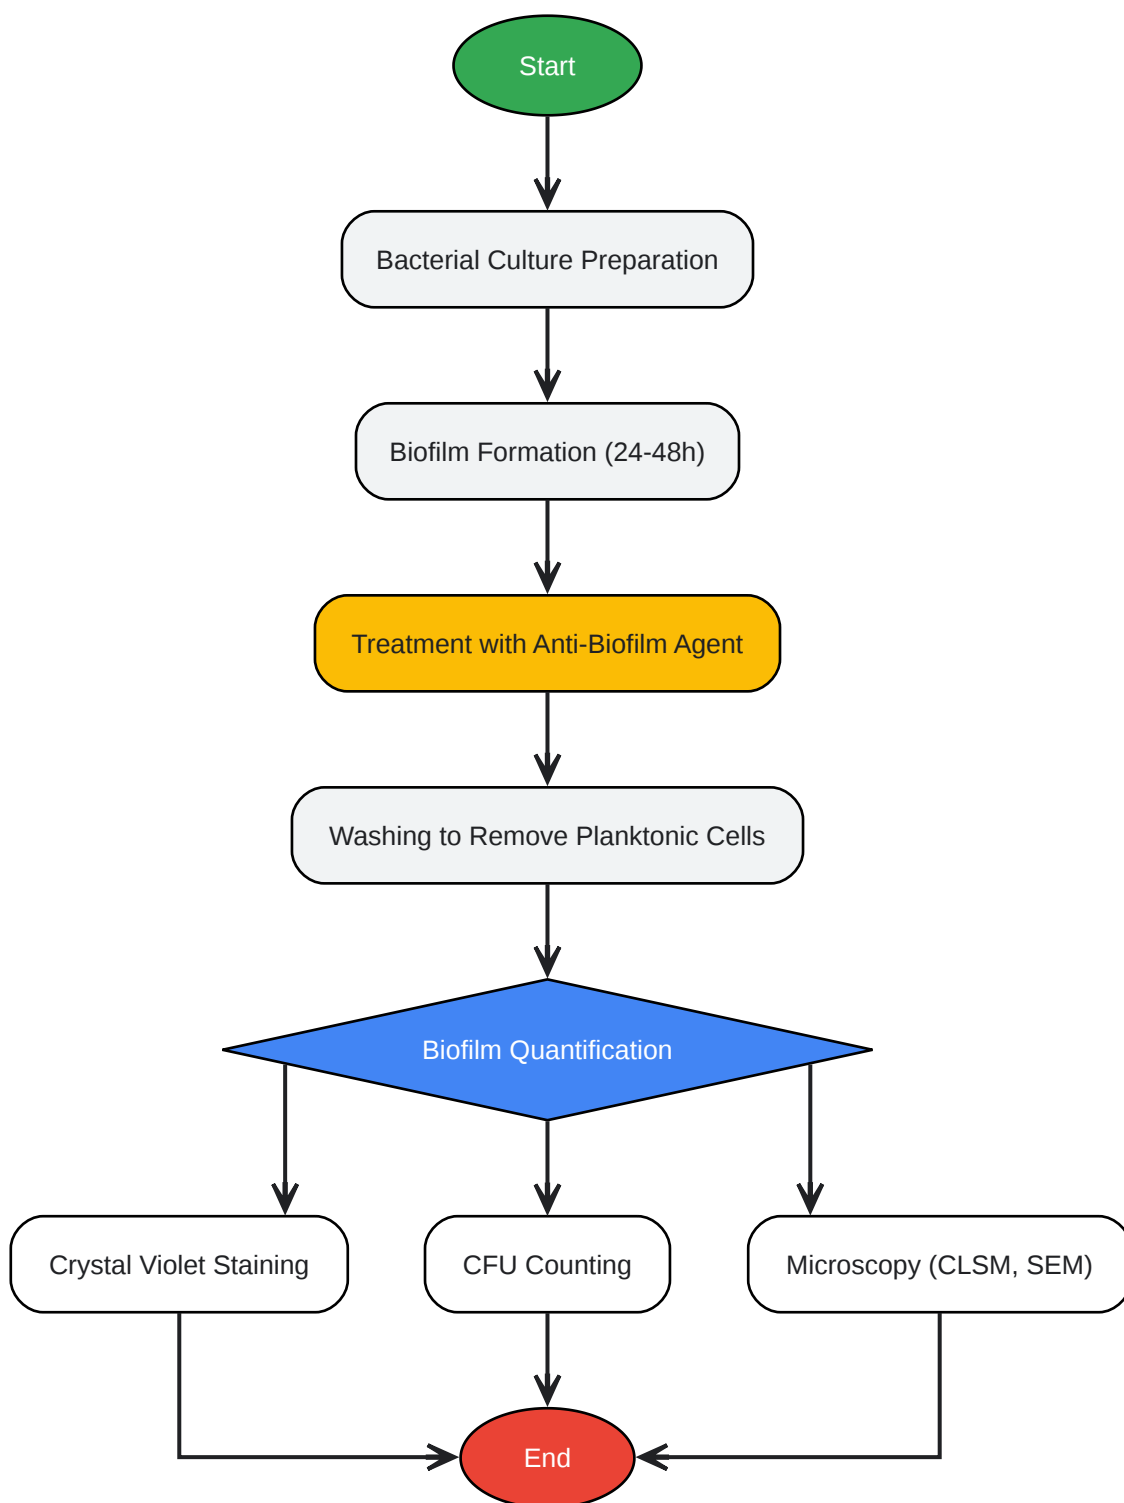 Start
Bacterial Culture Preparation
Biofilm Formation (24-48h)
Treatment with Anti-Biofilm Agent
Washing to Remove Planktonic Cells
Biofilm Quantification
Crystal Violet Staining
CFU Counting
Microscopy (CLSM, SEM)
End